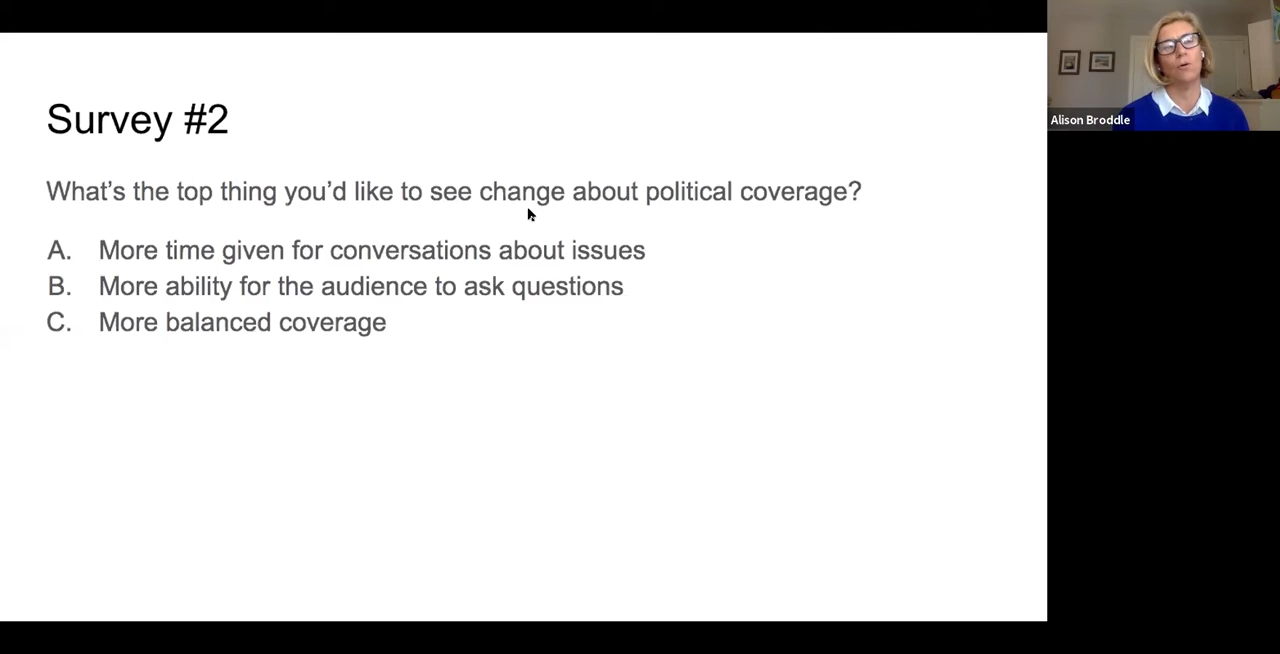 Survey #2
What’s the top thing you’d like to see change about political coverage?
A. More time given for conversations about issues
B. More ability for the audience to ask questions
C. More balanced coverage
Alison Broddle